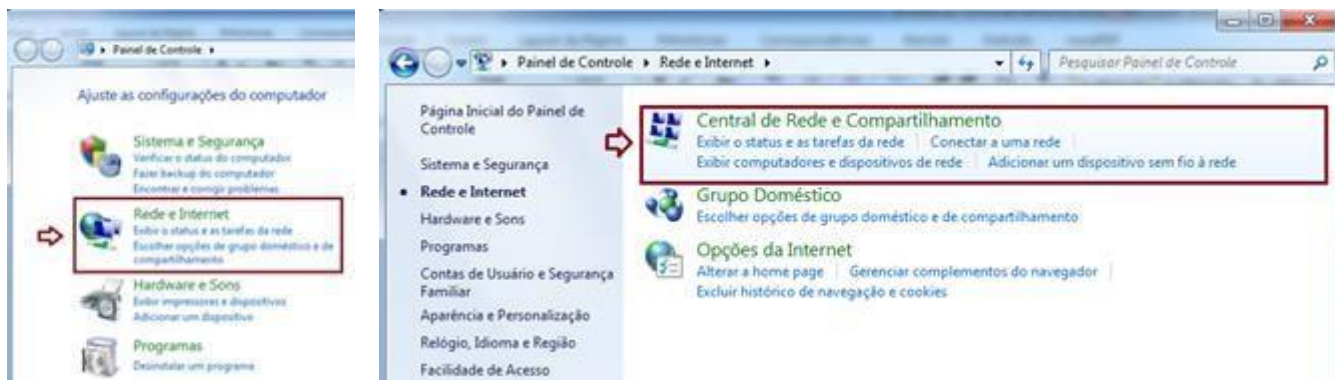 Painel de Controle
Ajuste as configurações do computador
Sistema e Segurança
Verificar o status do computador
Fazer backup do computador
Encontrar e corrigir problemas
Rede e Internet
Exibir o status e as tarefas da rede
Escolher opções de grupo doméstico e de
compartilhamento
Hardware e Sons
Exibir impressoras e dispositivos
Adicionar um dispositivo
Programas
Desinstalar um programa
Painel de Controle Rede e Internet
Pesquisar Painel de Controle
Página Inicial do Painel de
Controle
Sistema e Segurança
Rede e Internet
Hardware e Sons
Programas
Contas de Usuário e Segurança
Familiar
Aparência e Personalização
Relógio, Idioma e Região
Facilidade de Acesso
Central de Rede e Compartilhamento
Exibir o status e as tarefas da rede Conectar a uma rede
Exibir computadores e dispositivos de rede Adicionar um dispositivo sem fio à rede
Grupo Doméstico
Escolher opções de grupo doméstico e de compartilhamento
Opções da Internet
Alterar a home page Gerenciar complementos do navegador
Excluir histórico de navegação e cookies